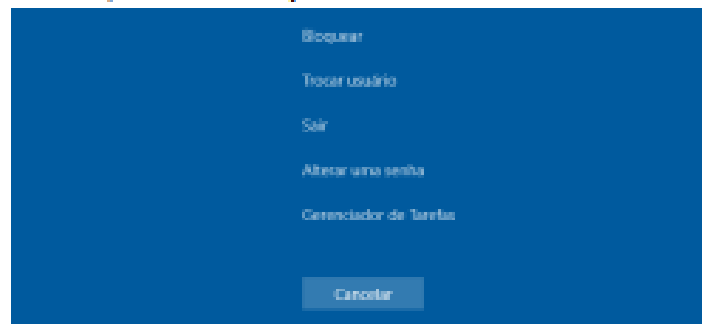 Bloquear
Trocar usuário
Sair
Alterar uma senha
Gerenciador de Tarefas
Cancelar